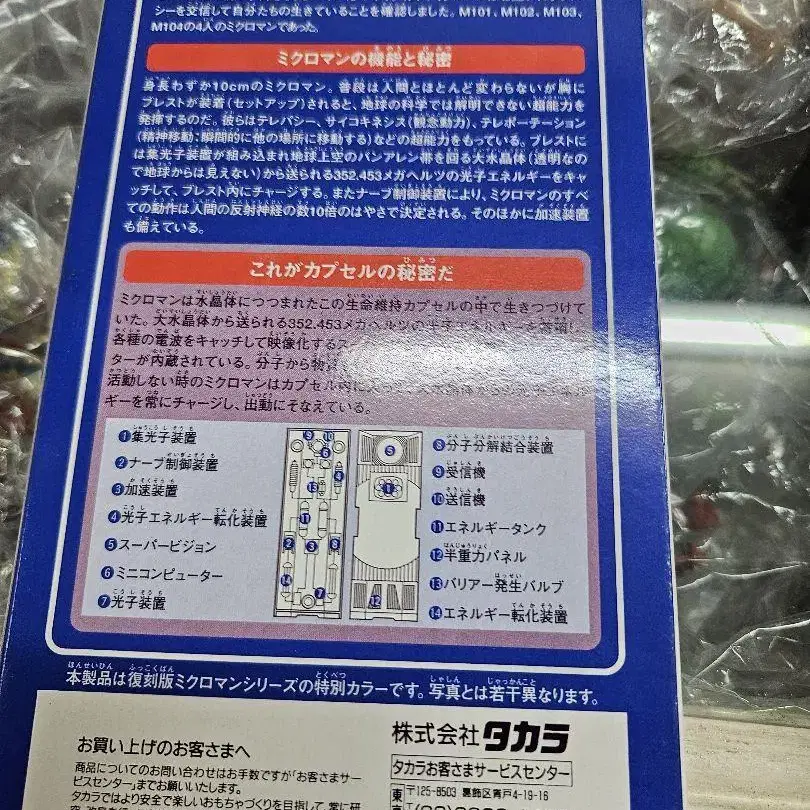 シーを交信して自分たちの生きていることを確認しました。M101、M102、M103、
M104の4人のミクロマンであった。
ミクロマンの機能と秘密
身長わずか10cmのミクロマン。普段は人間とほとんど変わらないが胸に
ブレストが装着(セットアップ)されると、地球の科学では解明できない超能力を
発揮するのだ。彼らはテレパシー、サイコキネシス(観念動力)、テレポーテーション
(精神移動:瞬間的に他の場所に移動する)などの超能力をもっている。ブレストに
は集光子装置が組み込まれ地球上空のバンアレン帯を回る大水晶体(透明なの
で地球からは見えない)から送られる352.453メガヘルツの光子エネルギーをキャ
ッチして、ブレスト内にチャージする。またナーブ制御装置により、ミクロマンのすべ
ての動作は人間の反射神経の数10倍のはやさで決定される。そのほかに加速装置
も備えている。
これがカプセルの秘密だ
ミクロマンは水晶体につつまれたこの生命維持カプセルの中で生きつづけて
いた。大水晶体から送られる352.453メガヘルツの光子エネルギーを
各種の電波をキャッチして映像化する
ターが内蔵されている。分子から物
活動しない時のミクロマンはカプセル内に
ギーを常にチャージし、出動にそなえている。
❶集光子装置
❷ナーブ制御装置
❸加速装置
❹光子エネルギー転化装置
❺スーパービジョン
❻ミニコンピューター
❼光子装置
❽分子分解結合装置
❾受信機
❿送信機
⓫エネルギータンク
⓬半重力パネル
⓭バリアー発生バルブ
⓮エネルギー転化装置
本製品は復刻版ミクロマンシリーズの特別カラーです。写真とは若干異なります。
株式会社タカラ
お買い上げのお客さまへ
商品についてのお問い合わせはお手数ですが「お客さまサー
ビスセンター」までお願いいたします。
タカラではより安全で楽しいおもちゃづくりを目指して、常に研
タカラお客さまサービスセンター
東 〒125-8503 葛飾区青戸4-19-16